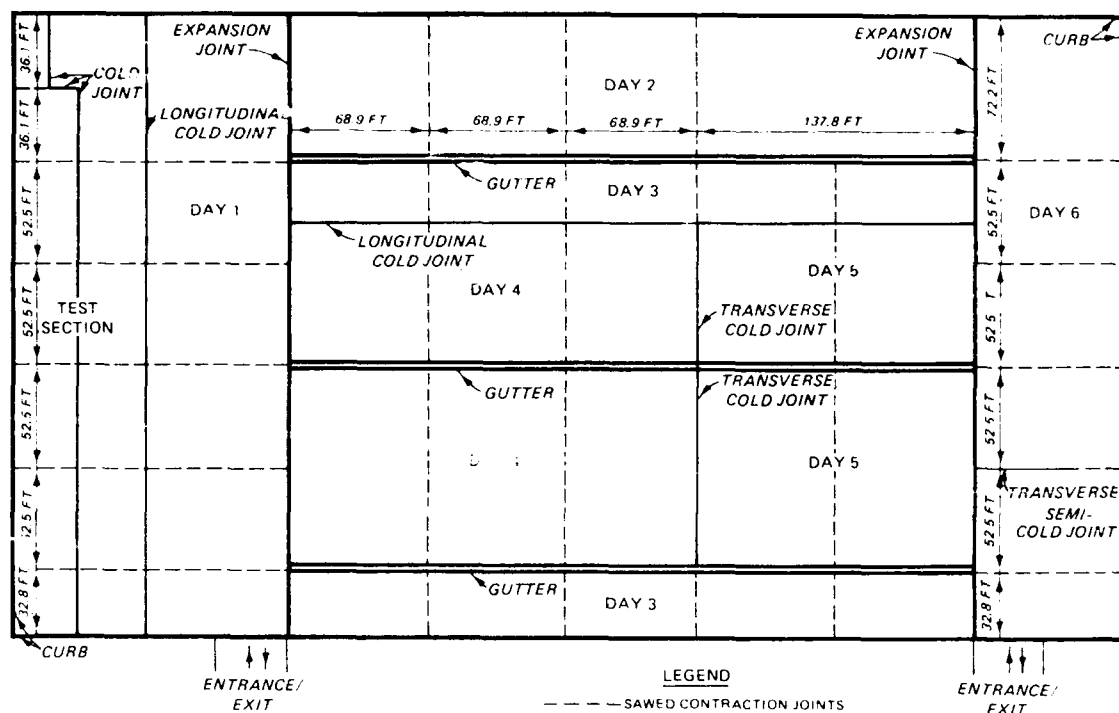 EXPANSION
JOINT
EXPANSION
JOINT
CURB
36.1 FT
COLD
JOINT
DAY 2
72.2 FT
LONGITUDINAL
COLD JOINT
68.9 FT
68.9 FT
68.9 FT
137.8 FT
36.1 FT
GUTTER
DAY 3
DAY 1
DAY 6
52.5 FT
52.5 FT
LONGITUDINAL
COLD JOINT
DAY 4
DAY 5
TEST
SECTION
52.5 FT
TRANSVERSE
COLD JOINT
52.5
GUTTER
TRANSVERSE
COLD JOINT
52.5 FT
52.5 FT
DAY 5
TRANSVERSE
SEMI-
COLD JOINT
2.5 FT
52.5 FT
GUTTER
DAY 3
32.8 FT
32.8 FT
CURB
ENTRANCE/
EXIT
LEGEND
SAWED CONTRACTION JOINTS
ENTRANCE/
EXIT